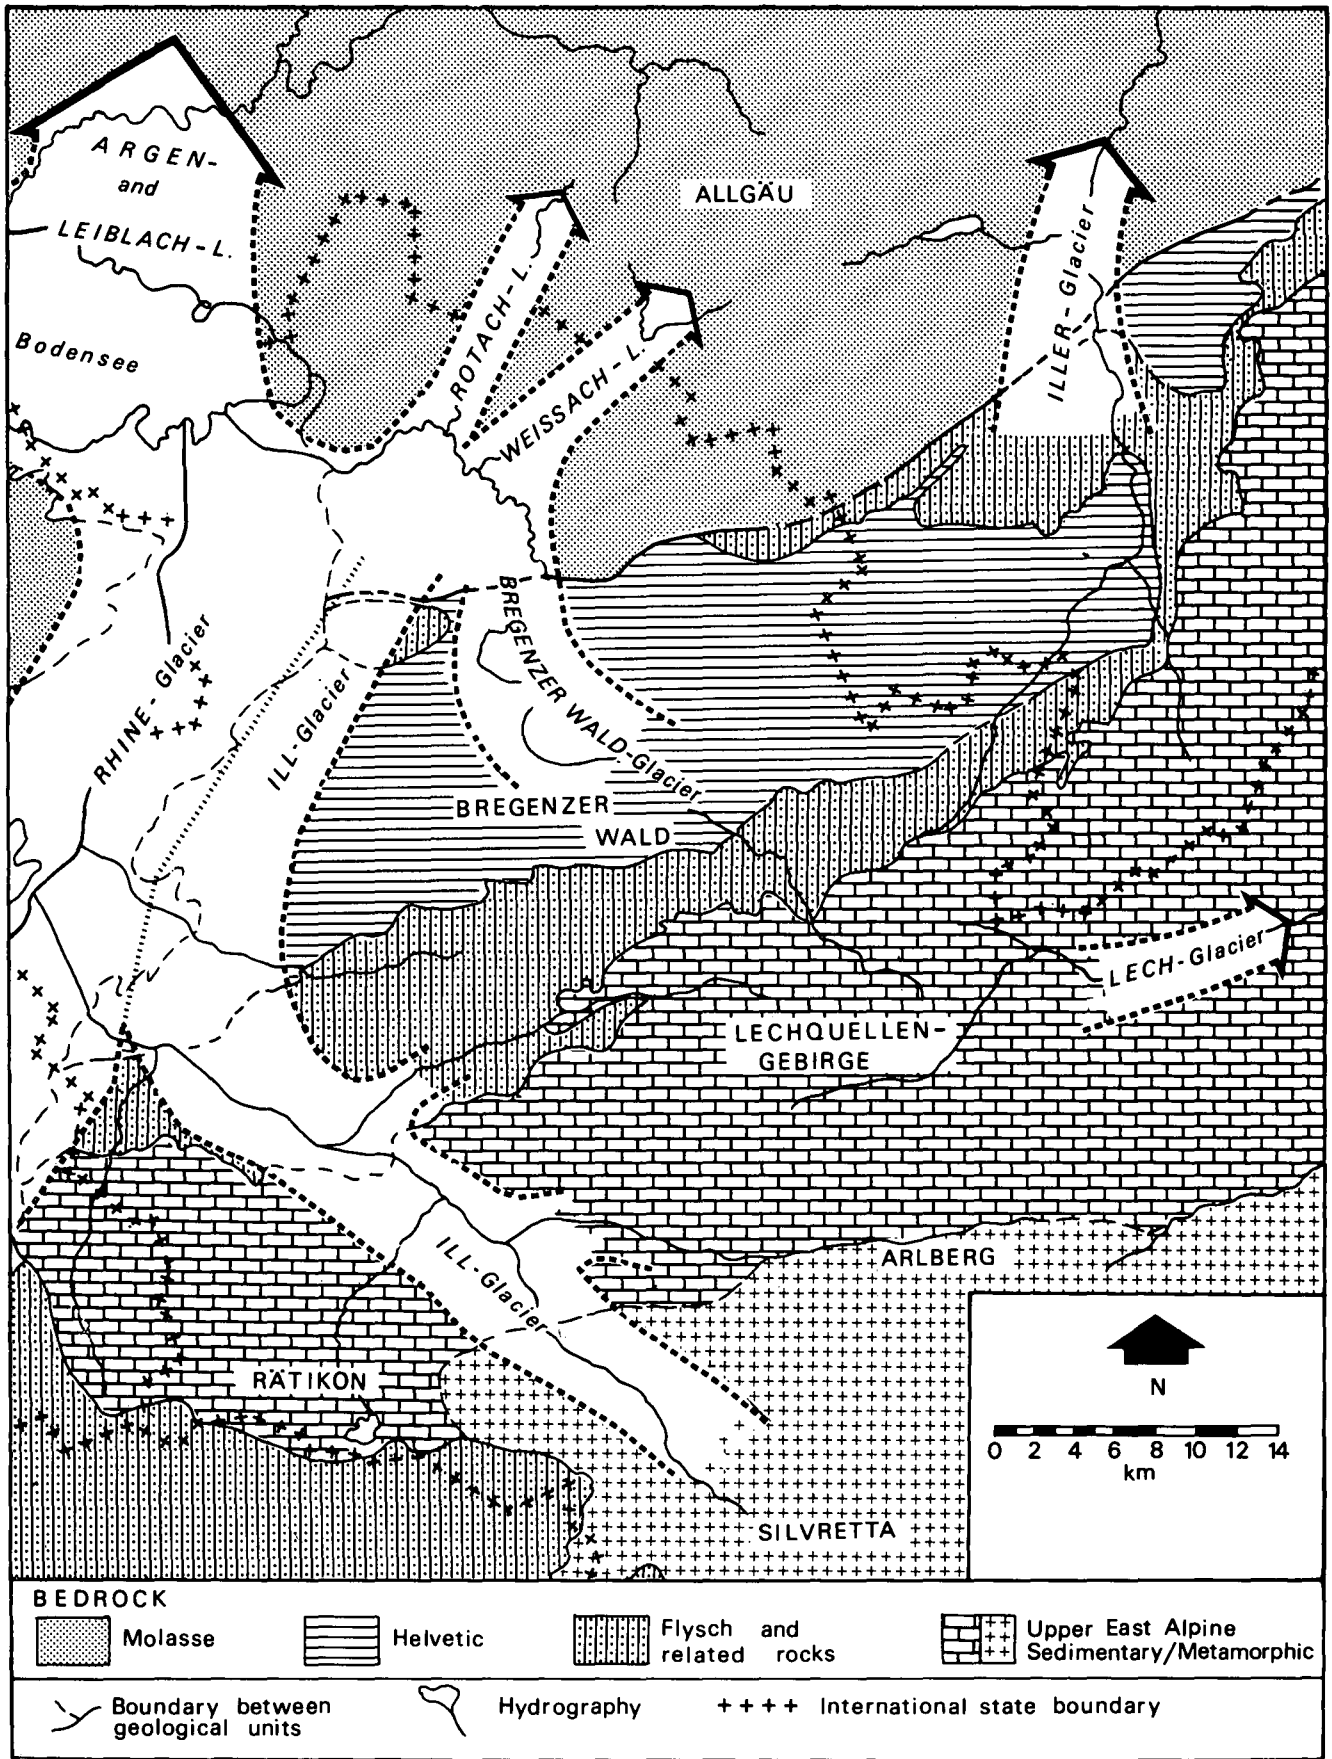 ARGEN-
and
LEIBLACH-L.
Bodensee
ALLGÄU
ROTACH-L.
WEISSACH-L.
ILLER-Glacier
RHINE-Glacier
ILL-Glacier
BREGENZER WALD-Glacier
BREGENZER
WALD
LECH-Glacier
LECHQUELLEN-
GEBIRGE
ILL-Glacier
ARLBERG
RÄTIKON
SILVRETTA
N
0 2 4 6 8 10 12 14
km
BEDROCK
Molasse
Helvetic
Flysch and
related rocks
Upper East Alpine
Sedimentary/Metamorphic
Boundary between
geological units
Hydrography
International state boundary